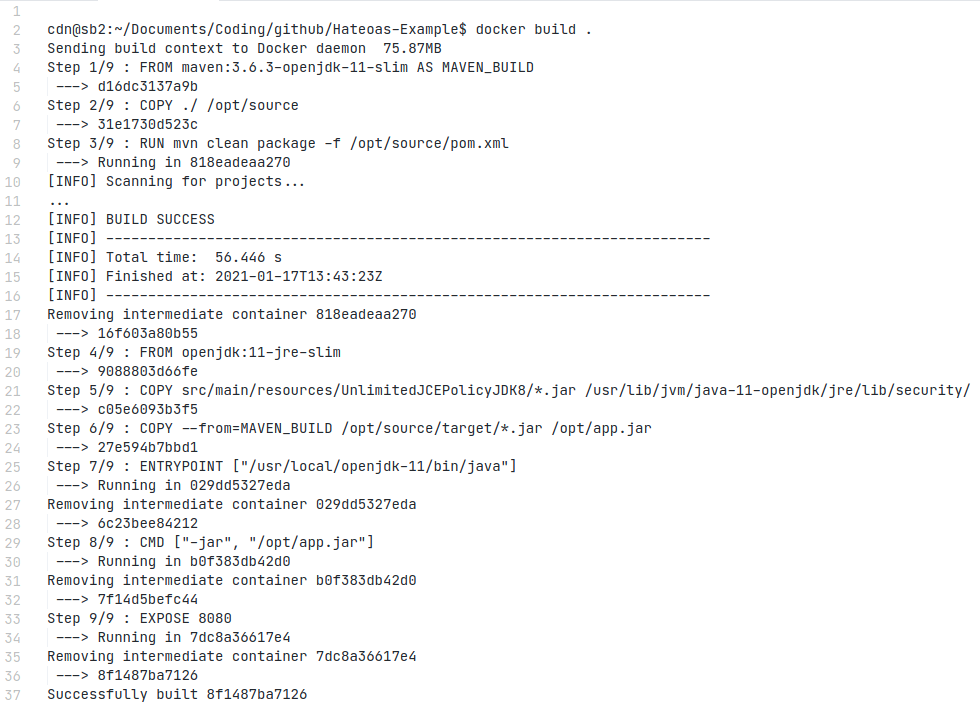 1
2 cdn@sb2:~/Documents/Coding/github/Hateoas-Example$ docker build .
3 Sending build context to Docker daemon  75.87MB
4 Step 1/9 : FROM maven:3.6.3-openjdk-11-slim AS MAVEN_BUILD
5  ---> d16dc3137a9b
6 Step 2/9 : COPY ./ /opt/source
7  ---> 31e1730d523c
8 Step 3/9 : RUN mvn clean package -f /opt/source/pom.xml
9  ---> Running in 818eadeaa270
10 [INFO] Scanning for projects...
11 ...
12 [INFO] BUILD SUCCESS
13 [INFO] ------------------------------------------------------------------------
14 [INFO] Total time:  56.446 s
15 [INFO] Finished at: 2021-01-17T13:43:23Z
16 [INFO] ------------------------------------------------------------------------
17 Removing intermediate container 818eadeaa270
18  ---> 16f603a80b55
19 Step 4/9 : FROM openjdk:11-jre-slim
20  ---> 9088803d66fe
21 Step 5/9 : COPY src/main/resources/UnlimitedJCEPolicyJDK8/*.jar /usr/lib/jvm/java-11-openjdk/jre/lib/security/
22  ---> c05e6093b3f5
23 Step 6/9 : COPY --from=MAVEN_BUILD /opt/source/target/*.jar /opt/app.jar
24  ---> 27e594b7bbd1
25 Step 7/9 : ENTRYPOINT ["/usr/local/openjdk-11/bin/java"]
26  ---> Running in 029dd5327eda
27 Removing intermediate container 029dd5327eda
28  ---> 6c23bee84212
29 Step 8/9 : CMD ["-jar", "/opt/app.jar"]
30  ---> Running in b0f383db42d0
31 Removing intermediate container b0f383db42d0
32  ---> 7f14d5befc44
33 Step 9/9 : EXPOSE 8080
34  ---> Running in 7dc8a36617e4
35 Removing intermediate container 7dc8a36617e4
36  ---> 8f1487ba7126
37 Successfully built 8f1487ba7126